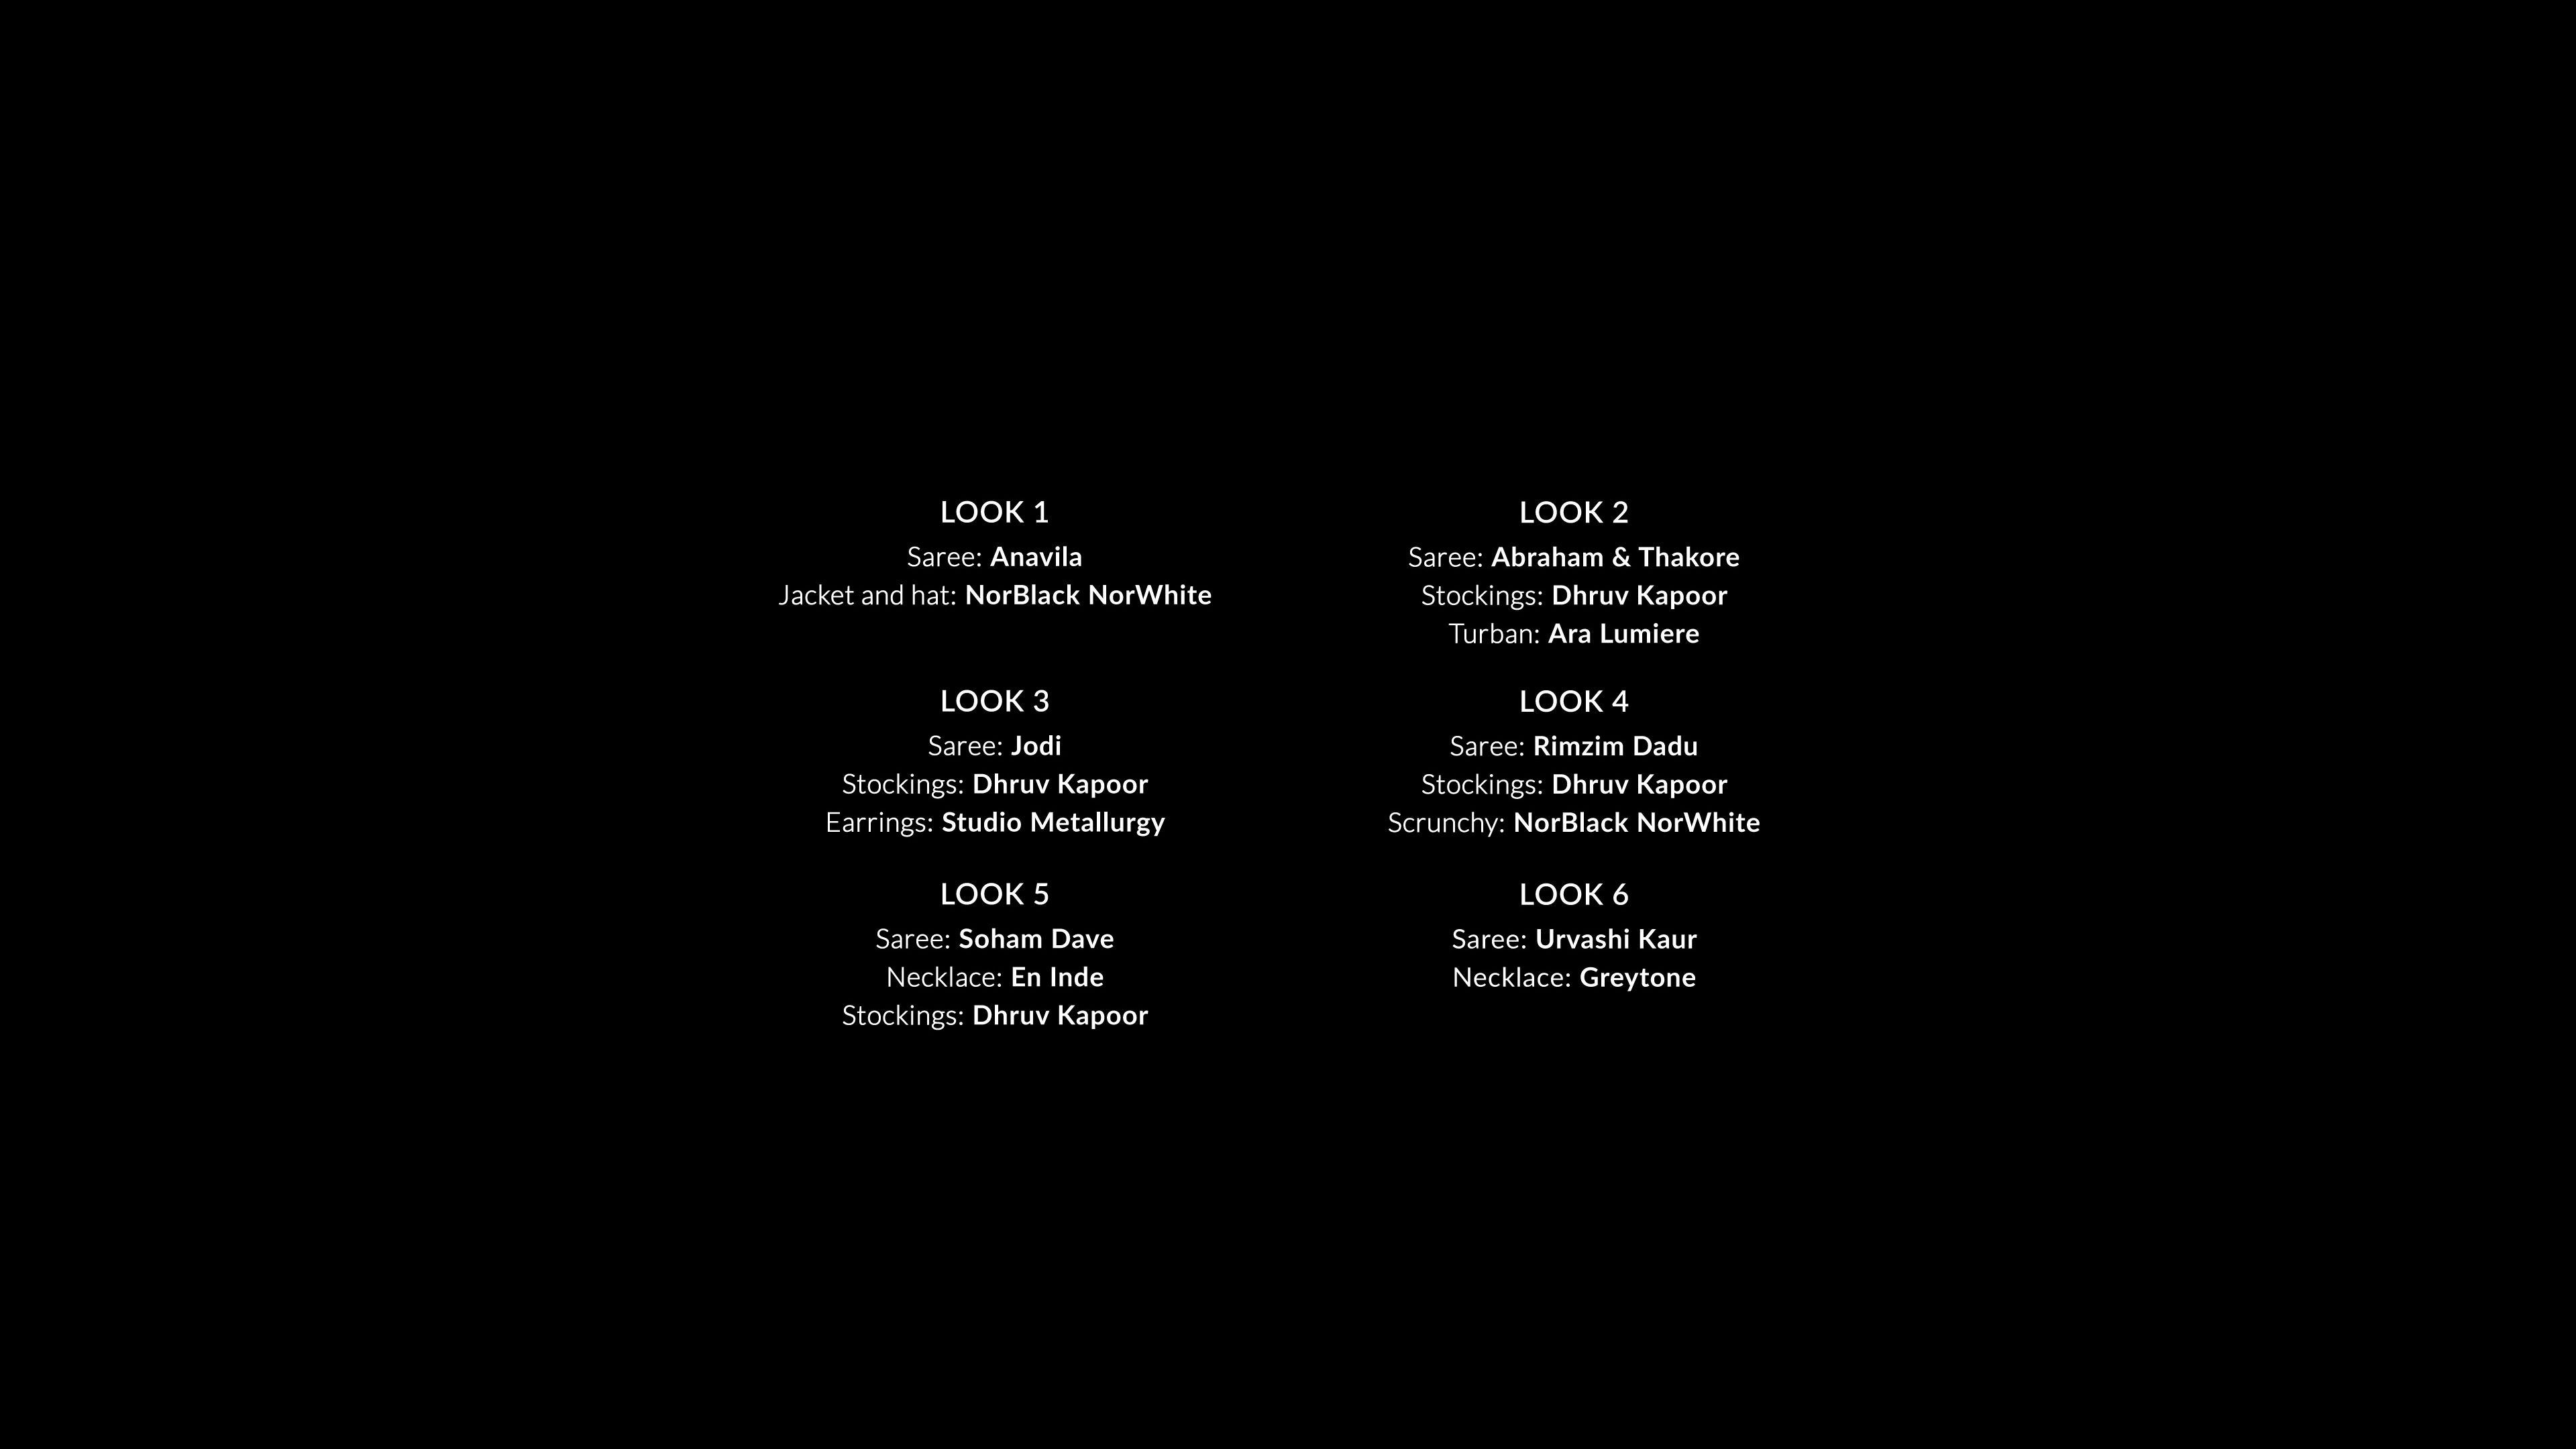 LOOK 1
Saree: Anavila
Jacket and hat: NorBlack NorWhite
LOOK 2
Saree: Abraham & Thakore
Stockings: Dhruv Kapoor
Turban: Ara Lumiere
LOOK 3
Saree: Jodi
Stockings: Dhruv Kapoor
Earrings: Studio Metallurgy
LOOK 4
Saree: Rimzim Dadu
Stockings: Dhruv Kapoor
Scrunchy: NorBlack NorWhite
LOOK 5
Saree: Soham Dave
Necklace: En Inde
Stockings: Dhruv Kapoor
LOOK 6
Saree: Urvashi Kaur
Necklace: Greytone